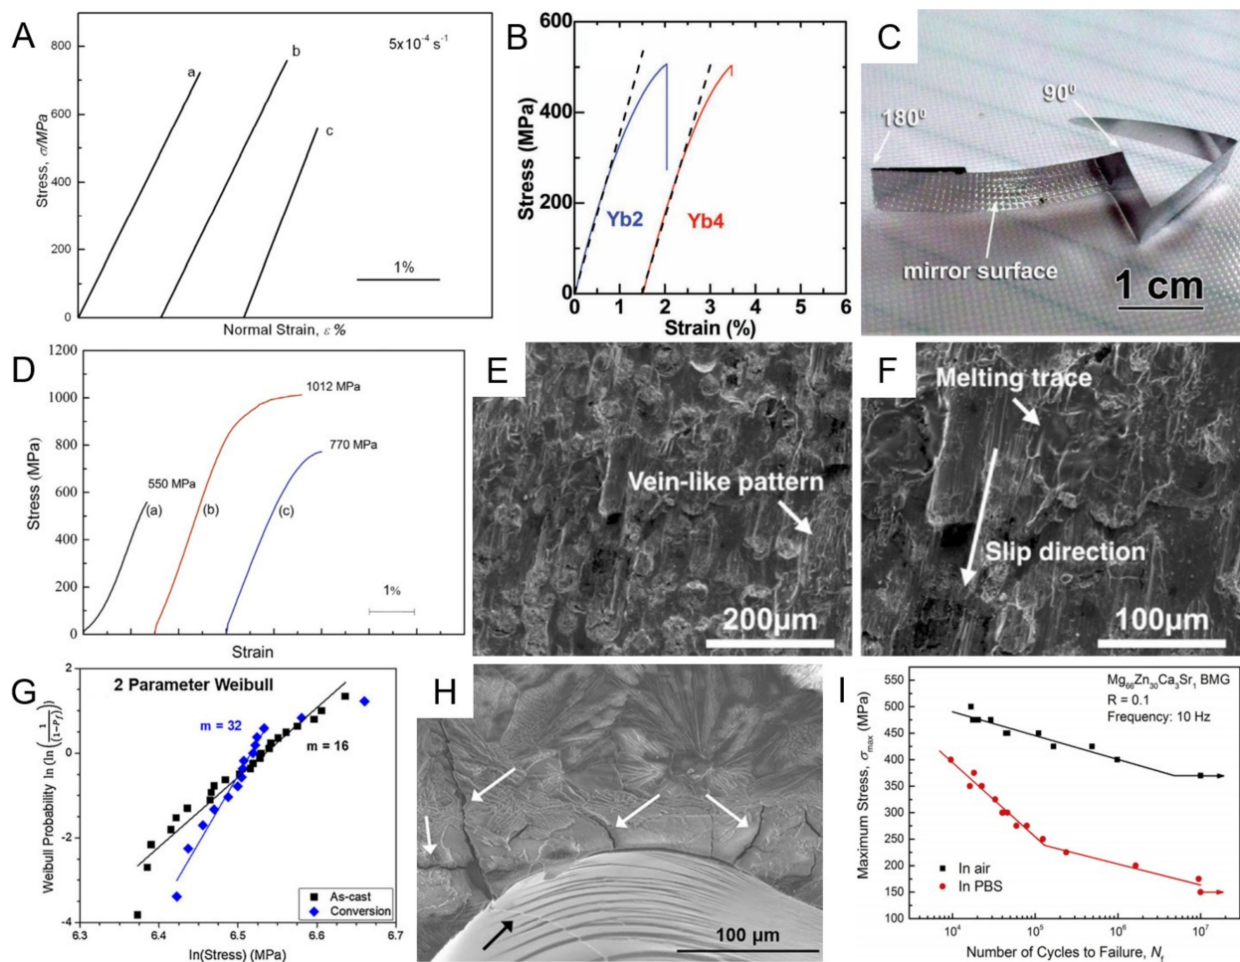 A
5x10⁻⁴ s⁻¹
800
600
400
200
0
Stress, σ/MPa
a
b
c
1%
Normal Strain, ε %
B
600
400
200
0
Stress (MPa)
Yb2
Yb4
0 1 2 3 4 5 6
Strain (%)
C
180⁰
90⁰
mirror surface
1 cm
D
1200
1000
800
600
400
200
0
Stress (MPa)
1012 MPa
770 MPa
550 MPa
(a)
(b)
(c)
1%
Strain
E
Vein-like pattern
200µm
F
Melting trace
Slip direction
100µm
G
2 Parameter Weibull
2
0
-2
-4
Weibull Probability ln (ln (1/(1-Pf)))
m = 32
m = 16
As-cast
Conversion
6.3 6.4 6.5 6.6 6.7
ln(Stress) (MPa)
H
100 µm
I
Mg₆₆Zn₃₀Ca₃Sr₁ BMG
R = 0.1
Frequency: 10 Hz
550
500
450
400
350
300
250
200
150
100
Maximum Stress, σmax (MPa)
In air
In PBS
10⁴ 10⁵ 10⁶ 10⁷
Number of Cycles to Failure, Nf